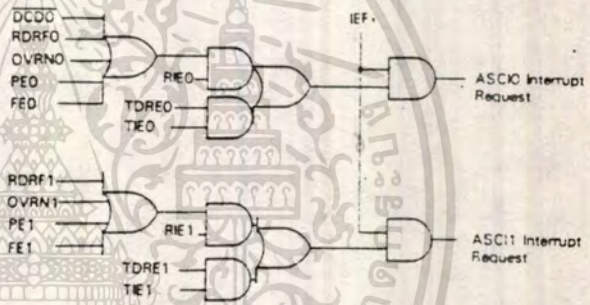 DCD0
RDRF0
OVRN0
PE0
FE0
RIE0
TDRE0
TIE0
IEF1
ASCI0 Interrupt
Request
RDRF1
OVRN1
PE1
FE1
RIE1
TDRE1
TIE1
ASCI1 Interrupt
Request